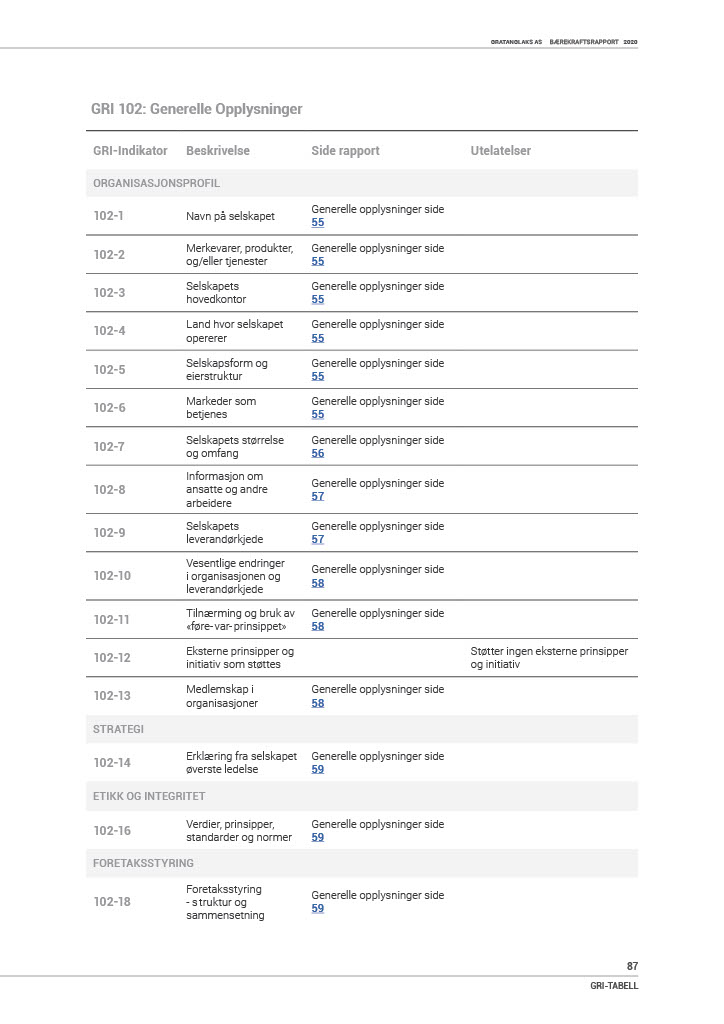 GRATANGLAKS AS BÆREKRAFTSRAPPORT 2020
GRI 102: Generelle Opplysninger
GRI-Indikator Beskrivelse Side rapport Utelatelser
ORGANISASJONSPROFIL
102-1 Navn på selskapet Generelle opplysninger side
55
102-2 Merkevarer, produkter, Generelle opplysninger side
og/eller tjenester 55
102-3 Selskapets Generelle opplysninger side
hovedkontor 55
102-4 Land hvor selskapet Generelle opplysninger side
opererer 55
102-5 Selskapsform og Generelle opplysninger side
eierstruktur 55
102-6 Markeder som Generelle opplysninger side
betjenes 55
102-7 Selskapets størrelse Generelle opplysninger side
og omfang 56
102-8 Informasjon om Generelle opplysninger side
ansatte og andre 57
arbeidere
102-9 Selskapets Generelle opplysninger side
leverandørkjede 57
102-10 Vesentlige endringer Generelle opplysninger side
i organisasjonen og 58
leverandørkjede
102-11 Tilnærming og bruk av Generelle opplysninger side
«føre-var-prinsippet» 58
102-12 Eksterne prinsipper og Støtter ingen eksterne prinsipper
initiativ som støttes og initiativ
102-13 Medlemskap i Generelle opplysninger side
organisasjoner 58
STRATEGI
102-14 Erklæring fra selskapet Generelle opplysninger side
øverste ledelse 59
ETIKK OG INTEGRITET
102-16 Verdier, prinsipper, Generelle opplysninger side
standarder og normer 59
FORETAKSSTYRING
102-18 Foretaksstyring Generelle opplysninger side
- struktur og 59
sammensetning
87
GRI-TABELL